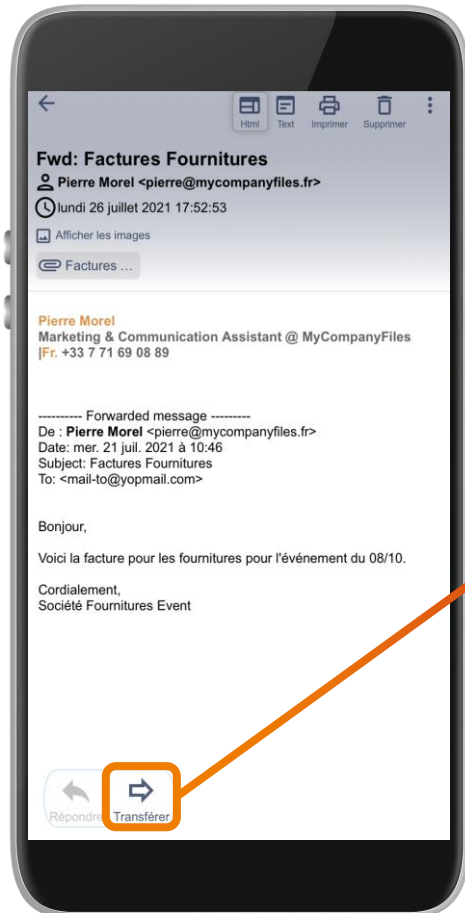 Html Text Imprimer Supprimer
Fwd: Factures Fournitures
Pierre Morel <pierre@mycompanyfiles.fr>
lundi 26 juillet 2021 17:52:53
Afficher les images
Factures ...
Pierre Morel
Marketing & Communication Assistant @ MyCompanyFiles
|Fr. +33 7 71 69 08 89
---------- Forwarded message ---------
De : Pierre Morel <pierre@mycompanyfiles.fr>
Date: mer. 21 juil. 2021 à 10:46
Subject: Factures Fournitures
To: <mail-to@yopmail.com>
Bonjour,
Voici la facture pour les fournitures pour l'événement du 08/10.
Cordialement,
Société Fournitures Event
Répondre Transférer